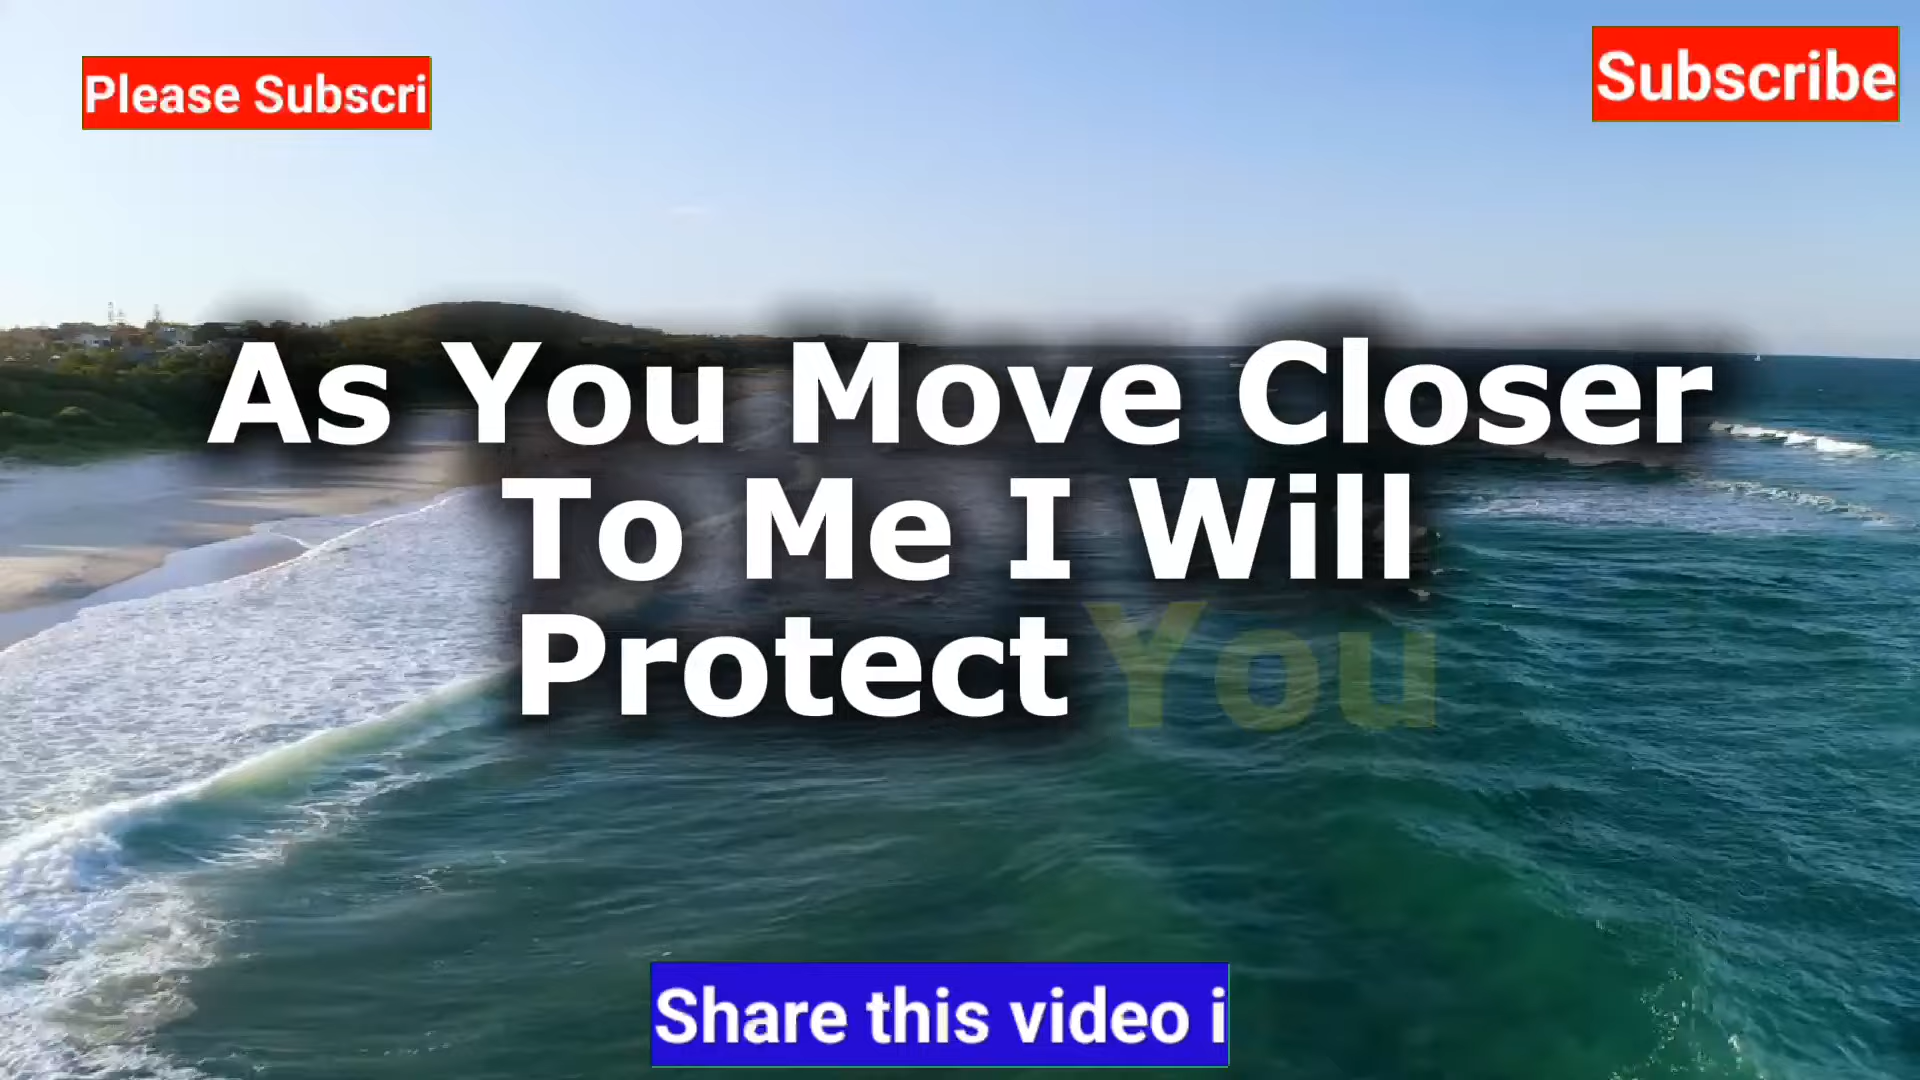 Please Subscri
Subscribe
As You Move Closer
To Me I Will
Protect You
Share this video i